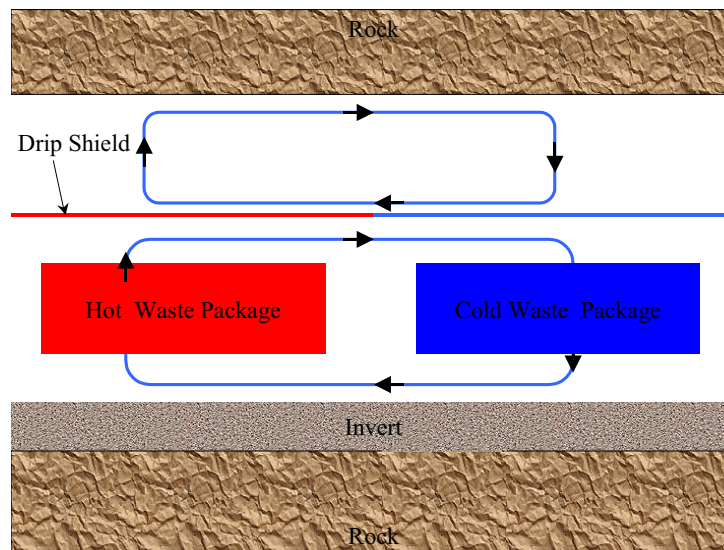 Rock
Drip Shield
Hot Waste Package
Cold Waste Package
Invert
Rock